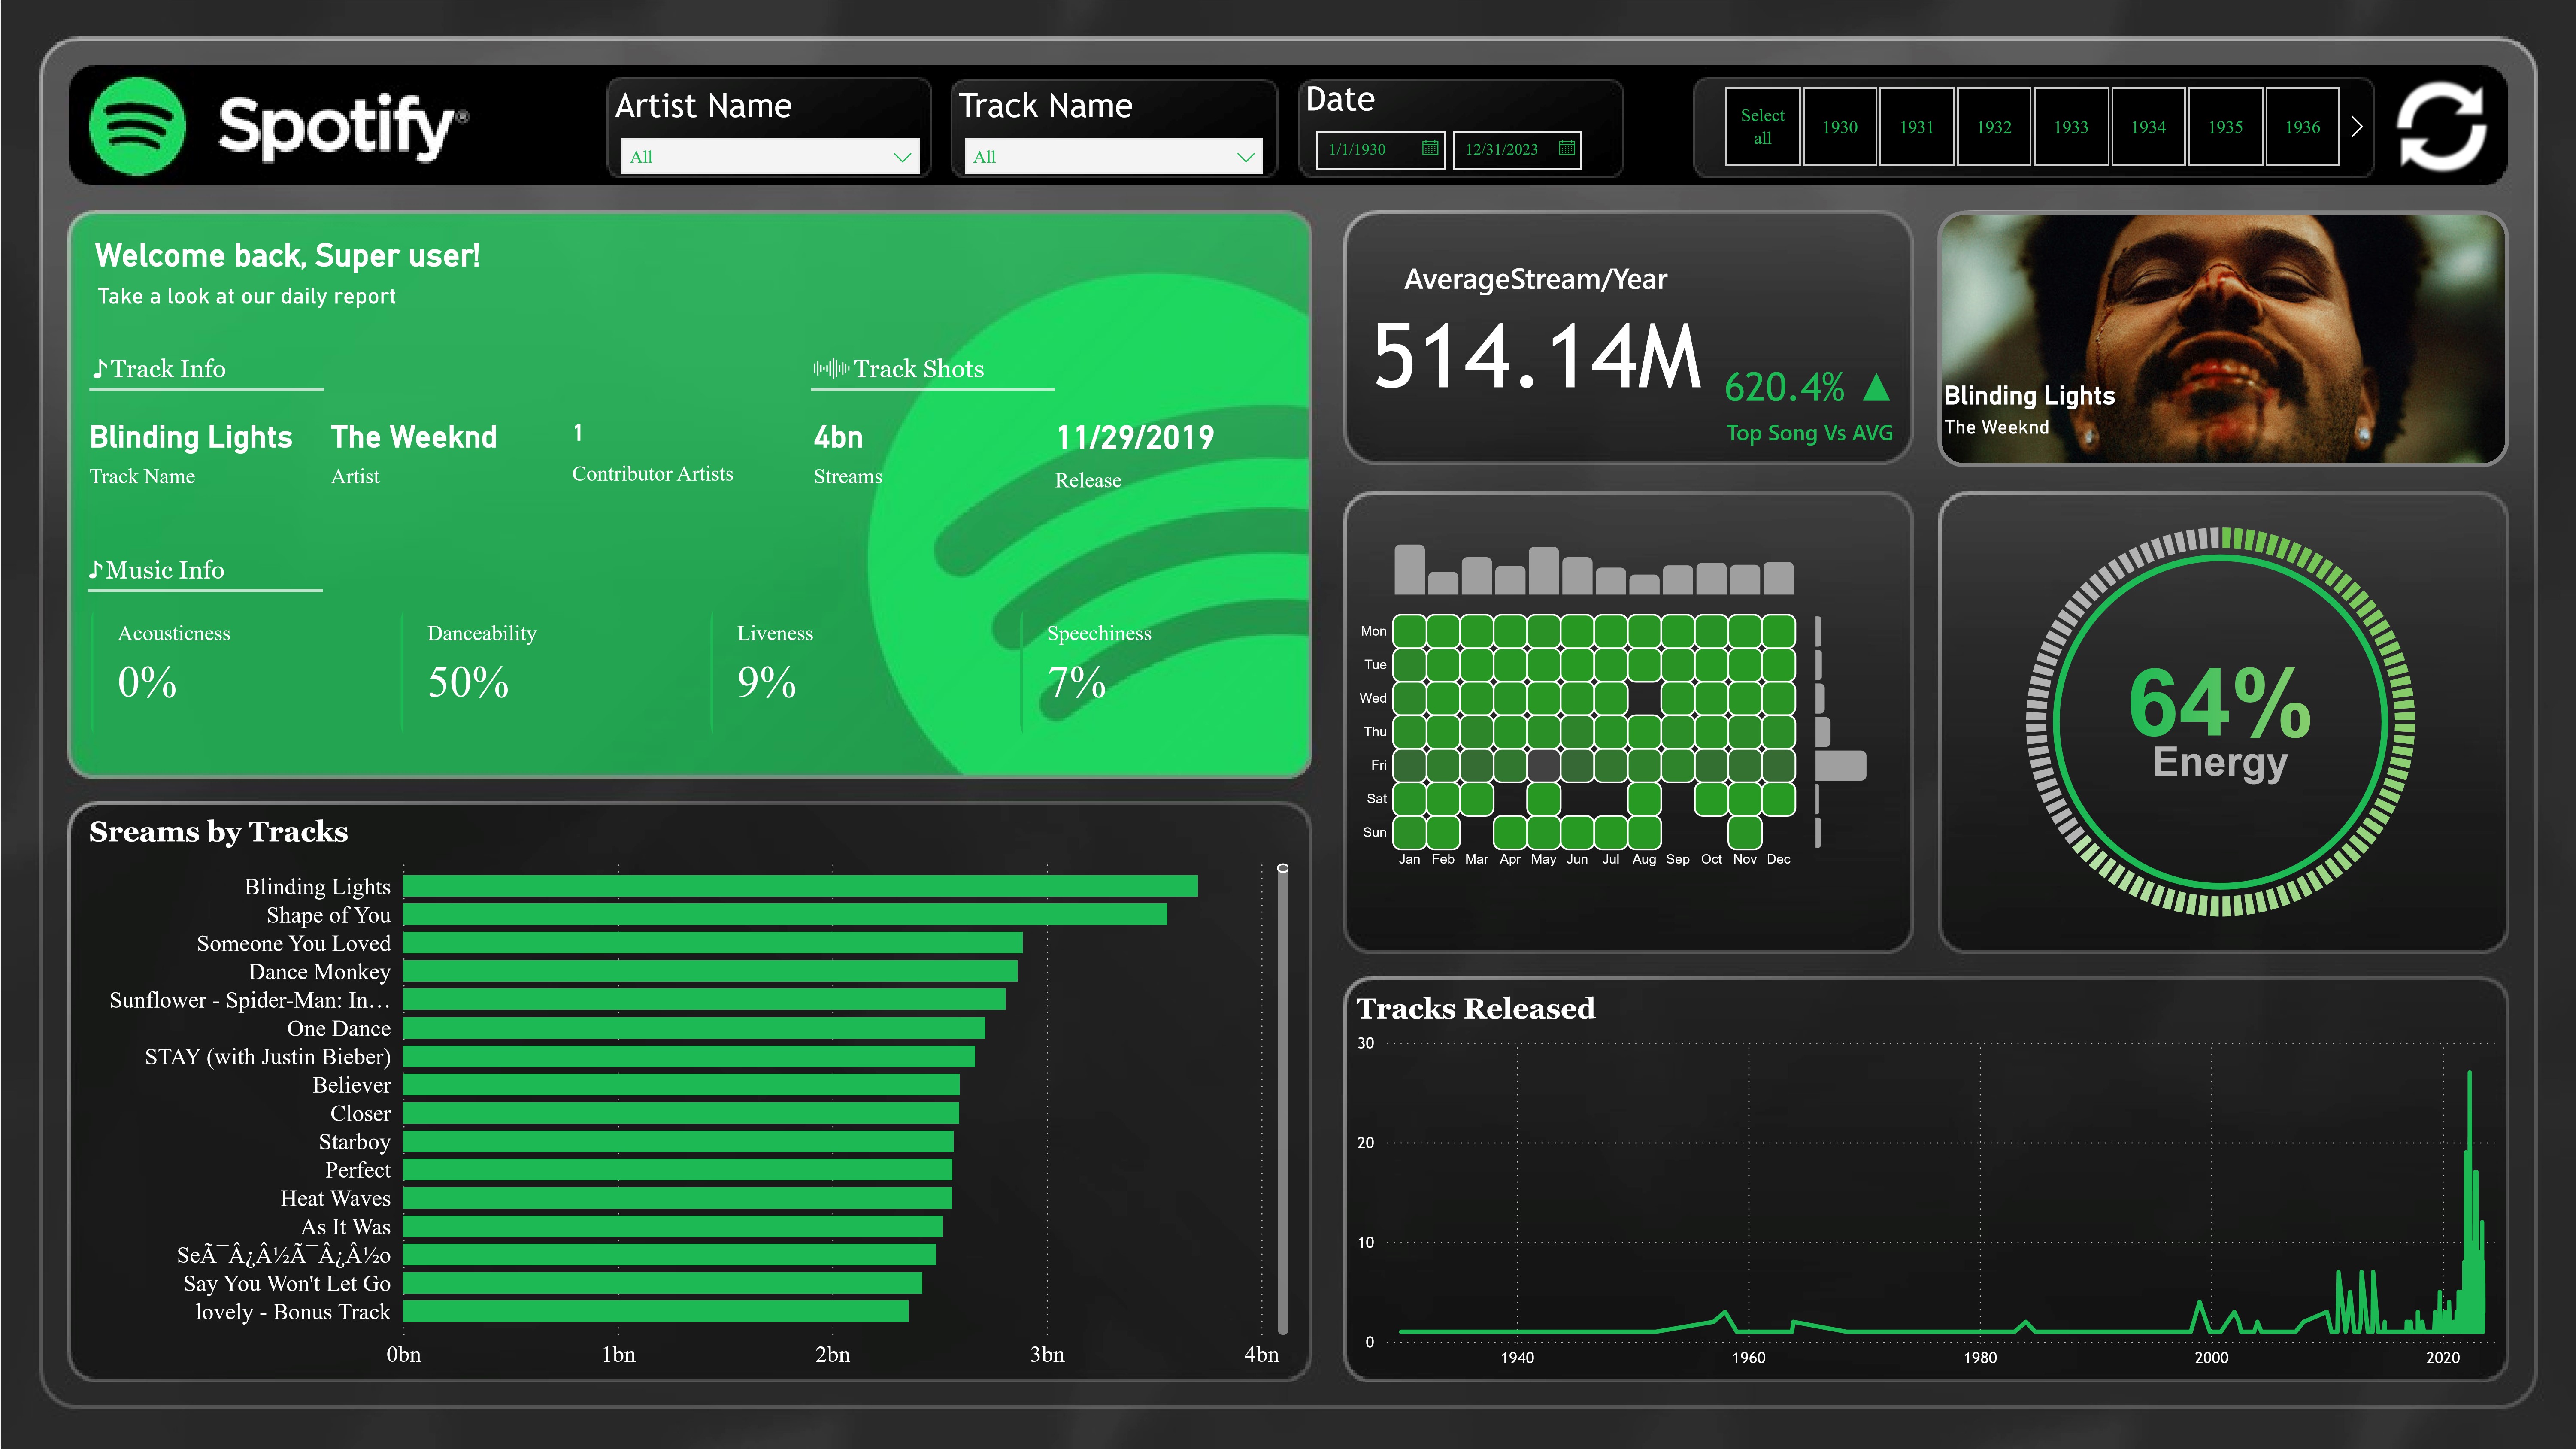 Spotify®
Artist Name
All
Track Name
All
Date
1/1/1930
12/31/2023
Select all
1930
1931
1932
1933
1934
1935
1936
Welcome back, Super user!
Take a look at our daily report
Track Info
Track Shots
Blinding Lights
Track Name
The Weeknd
Artist
1
Contributor Artists
4bn
Streams
11/29/2019
Release
Music Info
Acousticness
0%
Danceability
50%
Liveness
9%
Speechiness
7%
AverageStream/Year
514.14M
620.4% ▲
Top Song Vs AVG
Blinding Lights
The Weeknd
Mon
Tue
Wed
Thu
Fri
Sat
Sun
Jan Feb Mar Apr May Jun Jul Aug Sep Oct Nov Dec
64%
Energy
Sreams by Tracks
Blinding Lights
Shape of You
Someone You Loved
Dance Monkey
Sunflower - Spider-Man: In...
One Dance
STAY (with Justin Bieber)
Believer
Closer
Starboy
Perfect
Heat Waves
As It Was
SeÃ¯Â¿Â½Ã¯Â¿Â½o
Say You Won't Let Go
lovely - Bonus Track
0bn 1bn 2bn 3bn 4bn
Tracks Released
30
20
10
0
1940 1960 1980 2000 2020